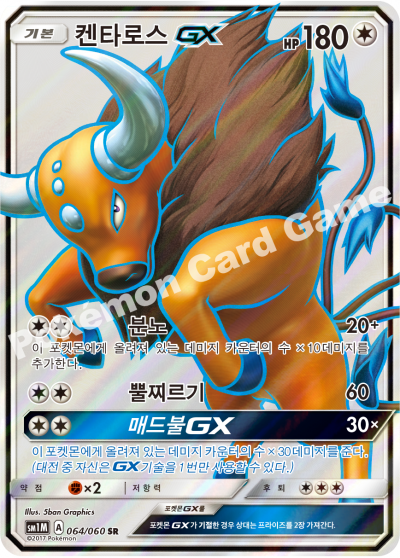 기본 켄타로스 GX HP 180
Pokémon Card Game
분노 20+
이 포켓몬에게 올려져 있는 데미지 카운터의 수 ×10데미지를
추가한다.
뿔찌르기 60
매드불GX 30×
이 포켓몬에게 올려져 있는 데미지 카운터의 수 ×30데미지를 준다.
(대전 중 자신은 GX기술을 1번만 사용할 수 있다.)
약점 ×2 저항력 후퇴
Illus. 5ban Graphics
SM1M A 064/060 SR
©2017 Pokémon
포켓몬GX룰
포켓몬GX가 기절한 경우 상대는 프라이즈를 2장 가져간다.